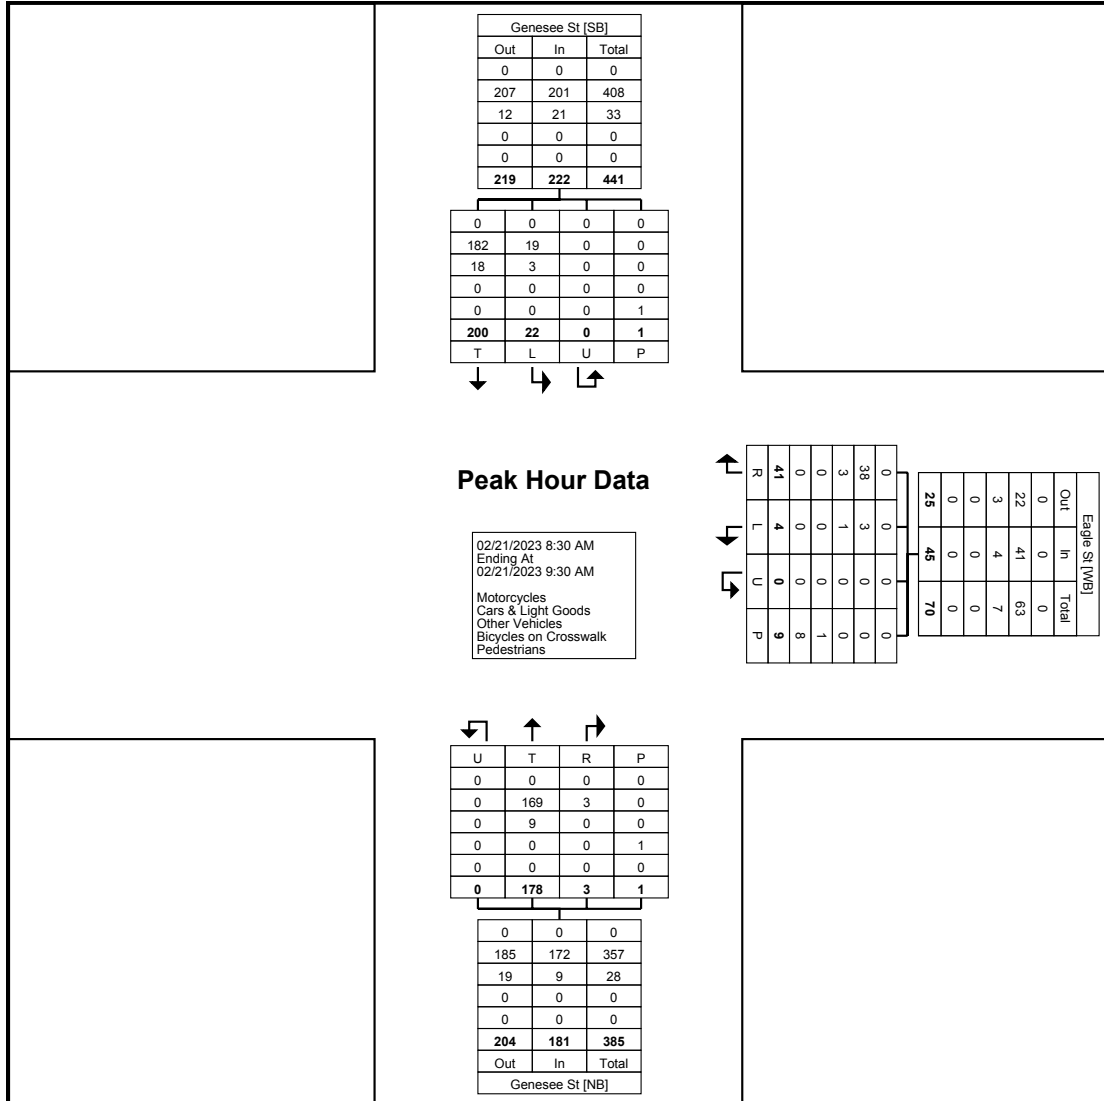 Genesee St [SB]
Out In Total
0 0 0
207 201 408
12 21 33
0 0 0
0 0 0
219 222 441
0 0 0 0
182 19 0 0
18 3 0 0
0 0 0 0
0 0 0 1
200 22 0 1
T L U P
Peak Hour Data
02/21/2023 8:30 AM
Ending At
02/21/2023 9:30 AM
Motorcycles
Cars & Light Goods
Other Vehicles
Bicycles on Crosswalk
Pedestrians
Eagle St [WB]
Out In Total
0 0 0
22 41 63
3 4 7
0 0 0
0 0 0
25 45 70
0 0 0 0
38 3 0 0
3 1 0 0
0 0 0 1
0 0 0 8
41 4 0 9
R L U P
U T R P
0 0 0 0
0 169 3 0
0 9 0 0
0 0 0 1
0 0 0 0
0 178 3 1
0 0 0
185 172 357
19 9 28
0 0 0
0 0 0
204 181 385
Out In Total
Genesee St [NB]